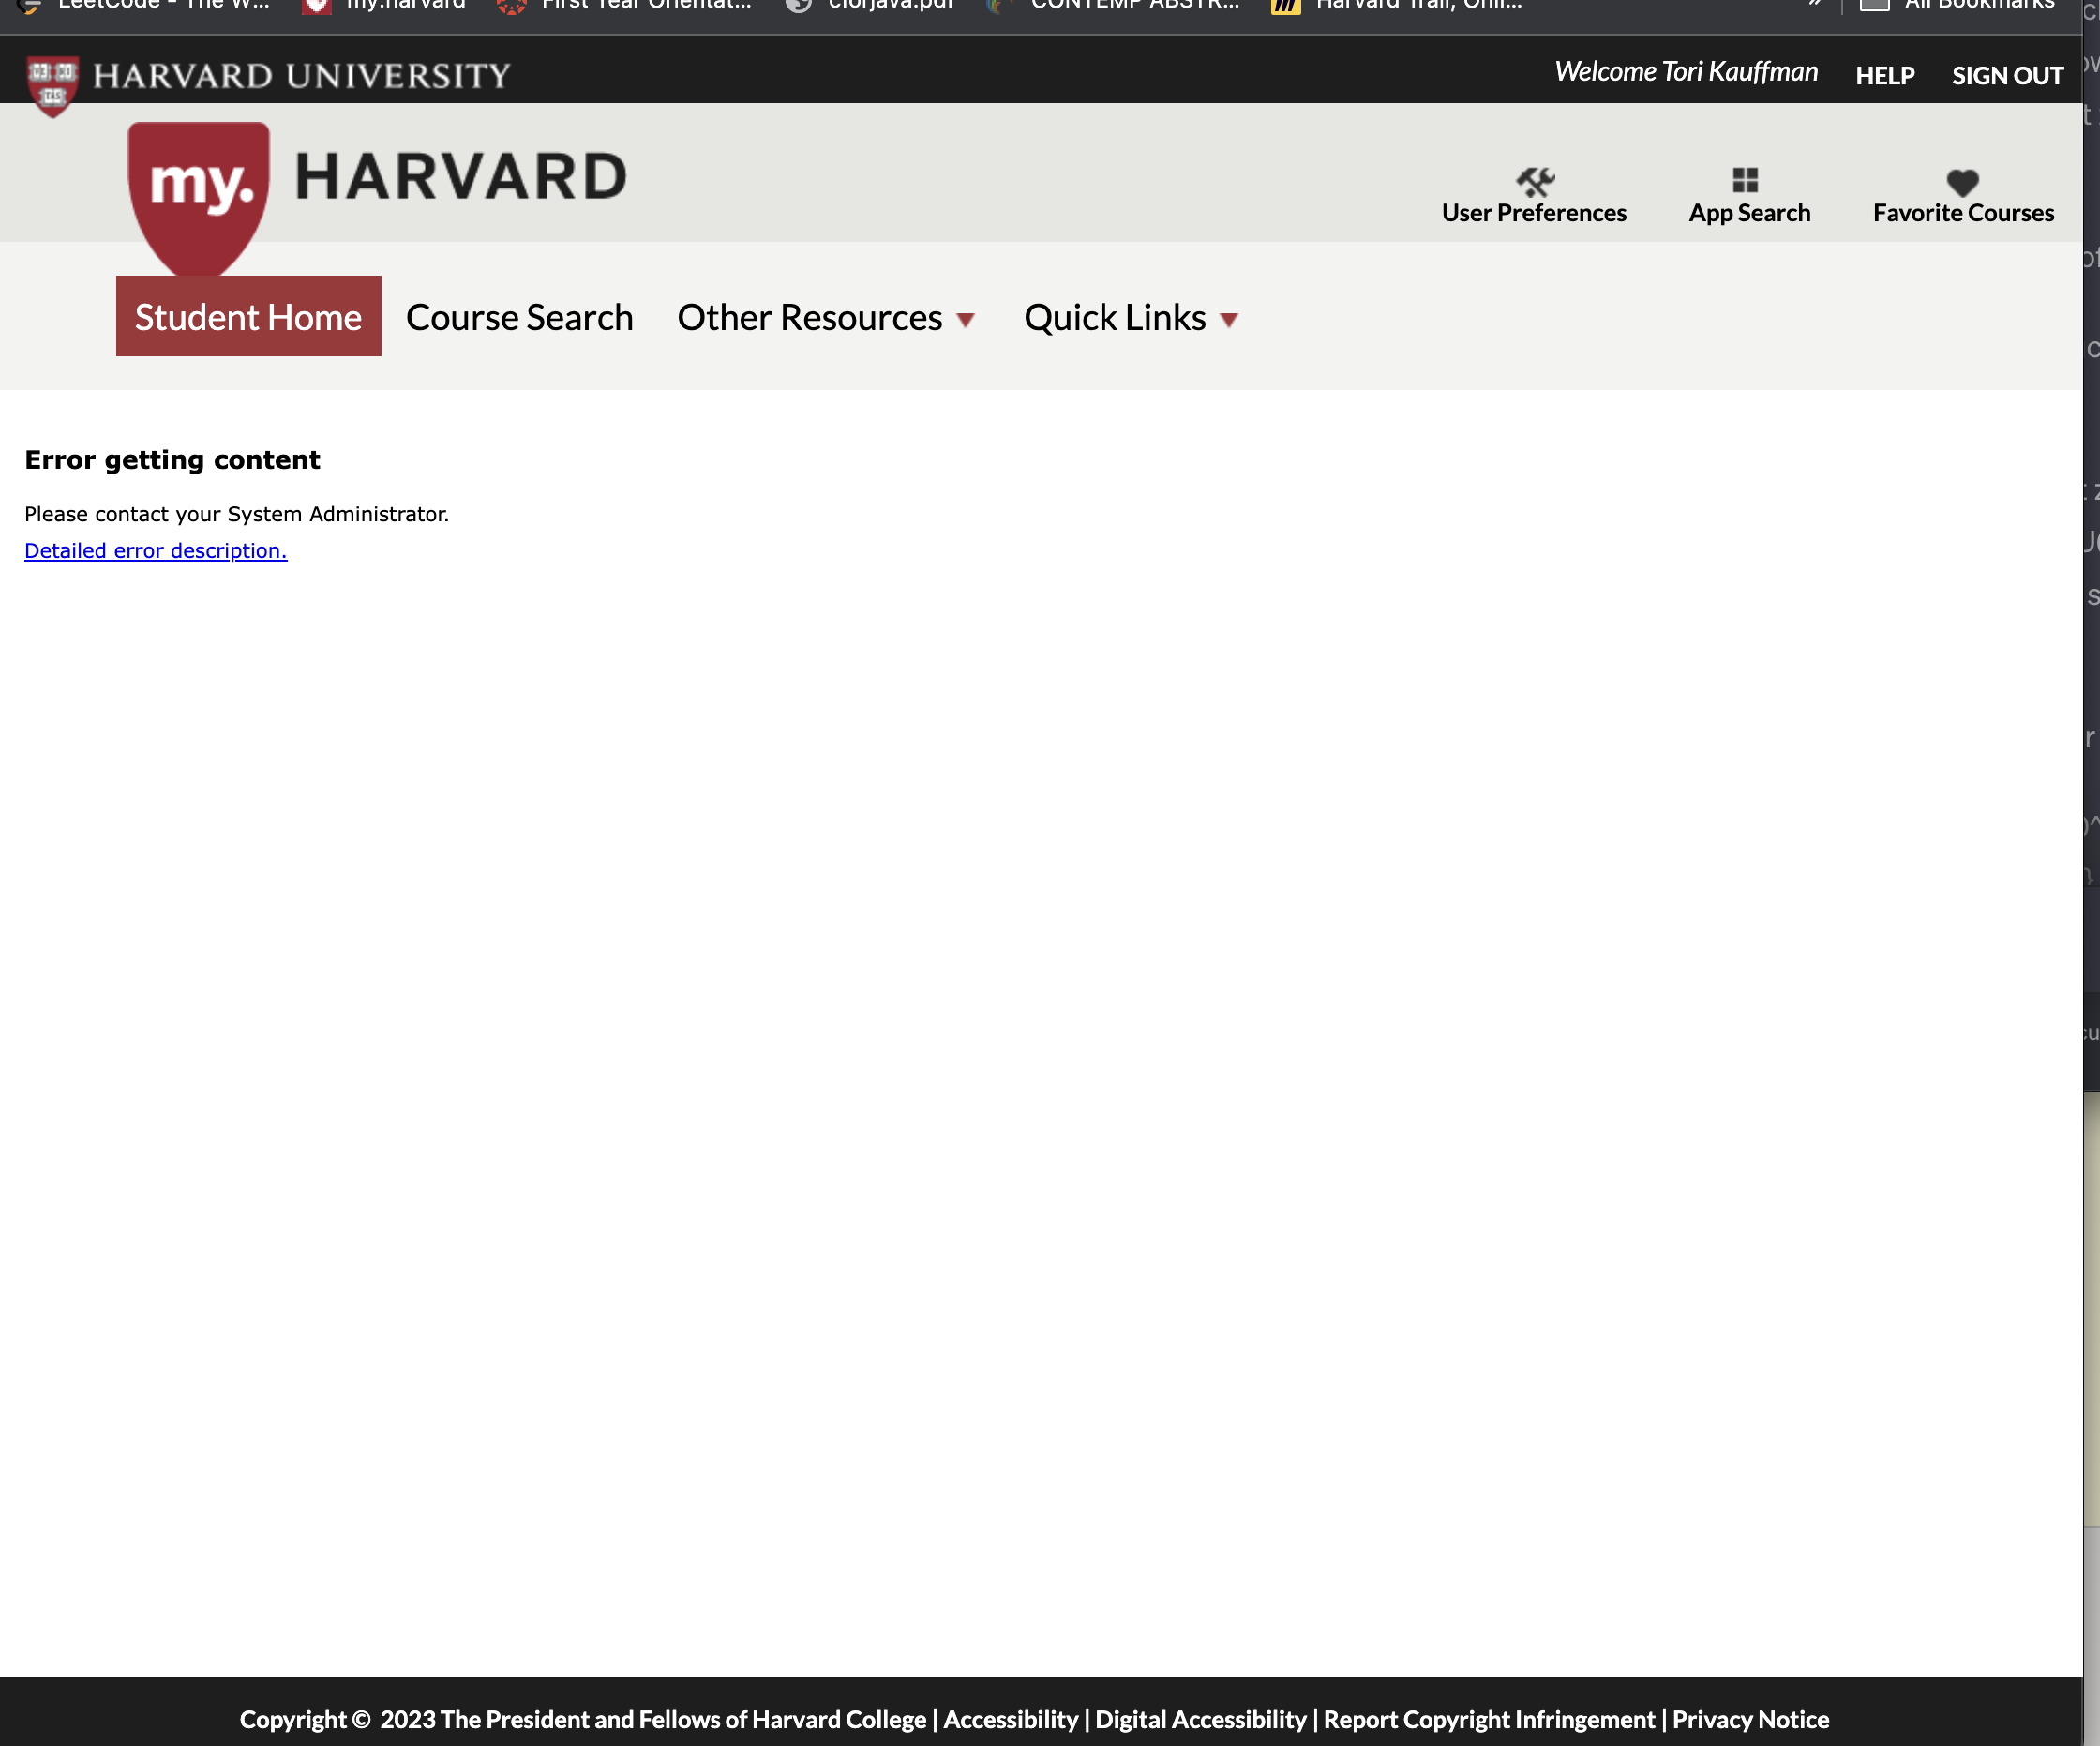 LeetCode - The W...
my.harvard
First Year Orientat...
cforjava.pdf
CONTEMP ABSTR...
Harvard Trail, Onli...
»
All Bookmarks
HARVARD UNIVERSITY
Welcome Tori Kauffman
HELP
SIGN OUT
my. HARVARD
User Preferences
App Search
Favorite Courses
Student Home
Course Search
Other Resources
Quick Links
Error getting content
Please contact your System Administrator.
Detailed error description.
Copyright © 2023 The President and Fellows of Harvard College | Accessibility | Digital Accessibility | Report Copyright Infringement | Privacy Notice